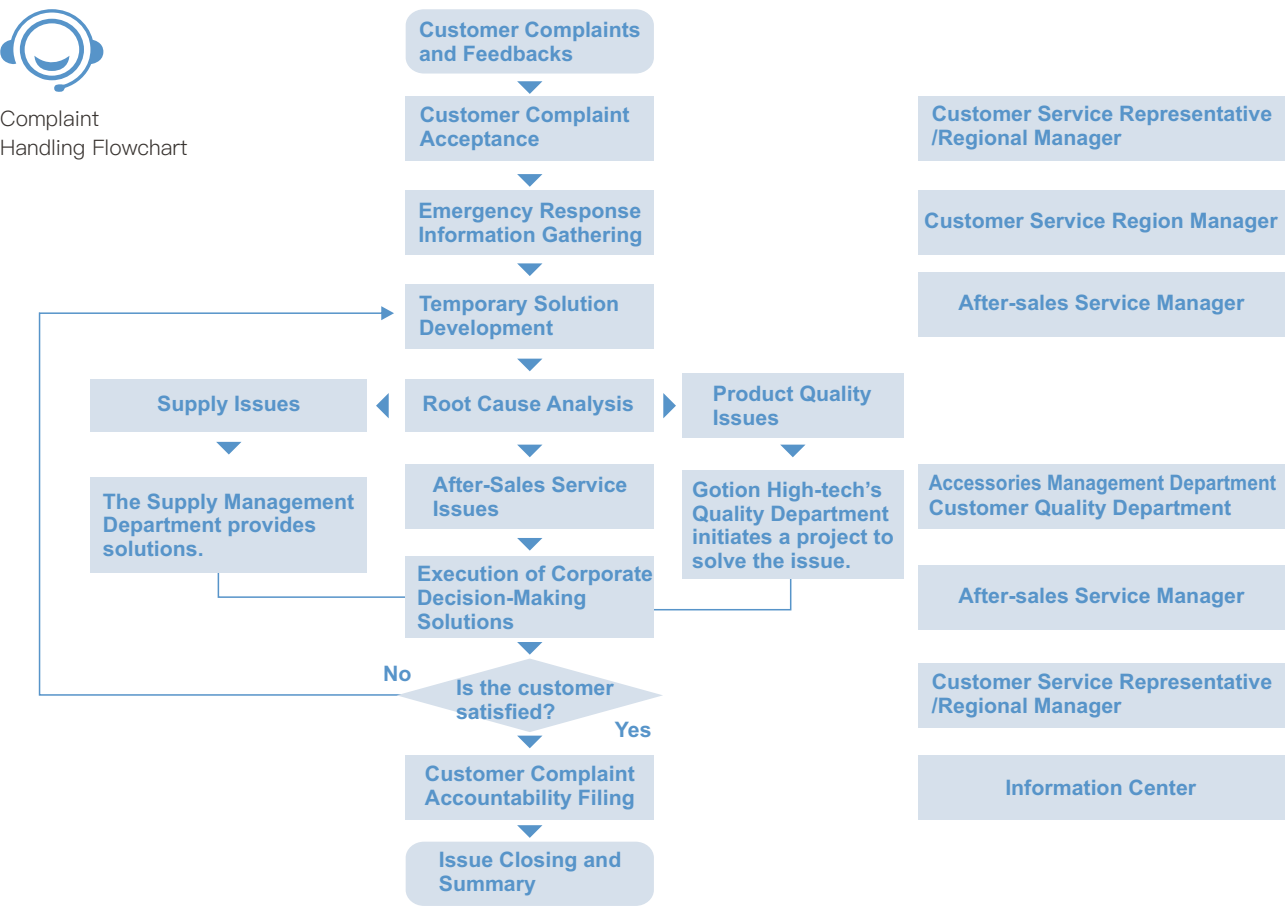 Complaint
Handling Flowchart
Customer Complaints
and Feedbacks
Customer Complaint
Acceptance
Customer Service Representative
/Regional Manager
Emergency Response
Information Gathering
Customer Service Region Manager
Temporary Solution
Development
After-sales Service Manager
Supply Issues
Root Cause Analysis
Product Quality
Issues
The Supply Management
Department provides
solutions.
After-Sales Service
Issues
Gotion High-tech's
Quality Department
initiates a project to
solve the issue.
Accessories Management Department
Customer Quality Department
Execution of Corporate
Decision-Making
Solutions
After-sales Service Manager
No
Is the customer
satisfied?
Yes
Customer Service Representative
/Regional Manager
Customer Complaint
Accountability Filing
Information Center
Issue Closing and
Summary